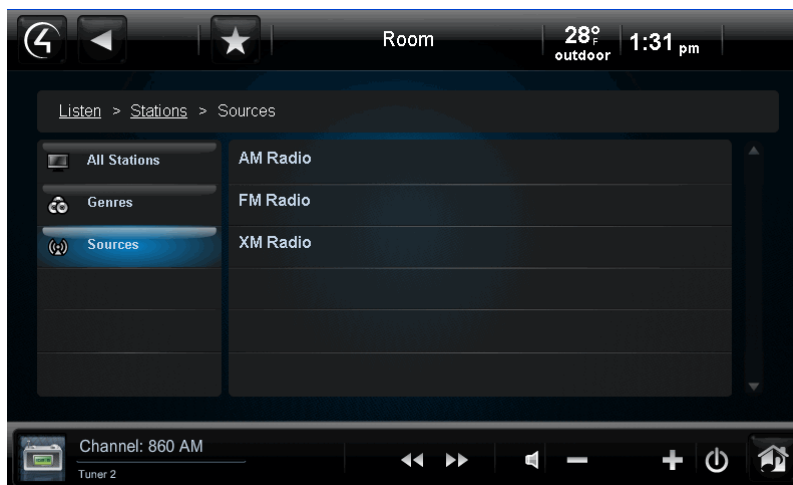 Room
28°F
outdoor
1:31 pm
Listen > Stations > Sources
All Stations
Genres
Sources
AM Radio
FM Radio
XM Radio
Channel: 860 AM
Tuner 2